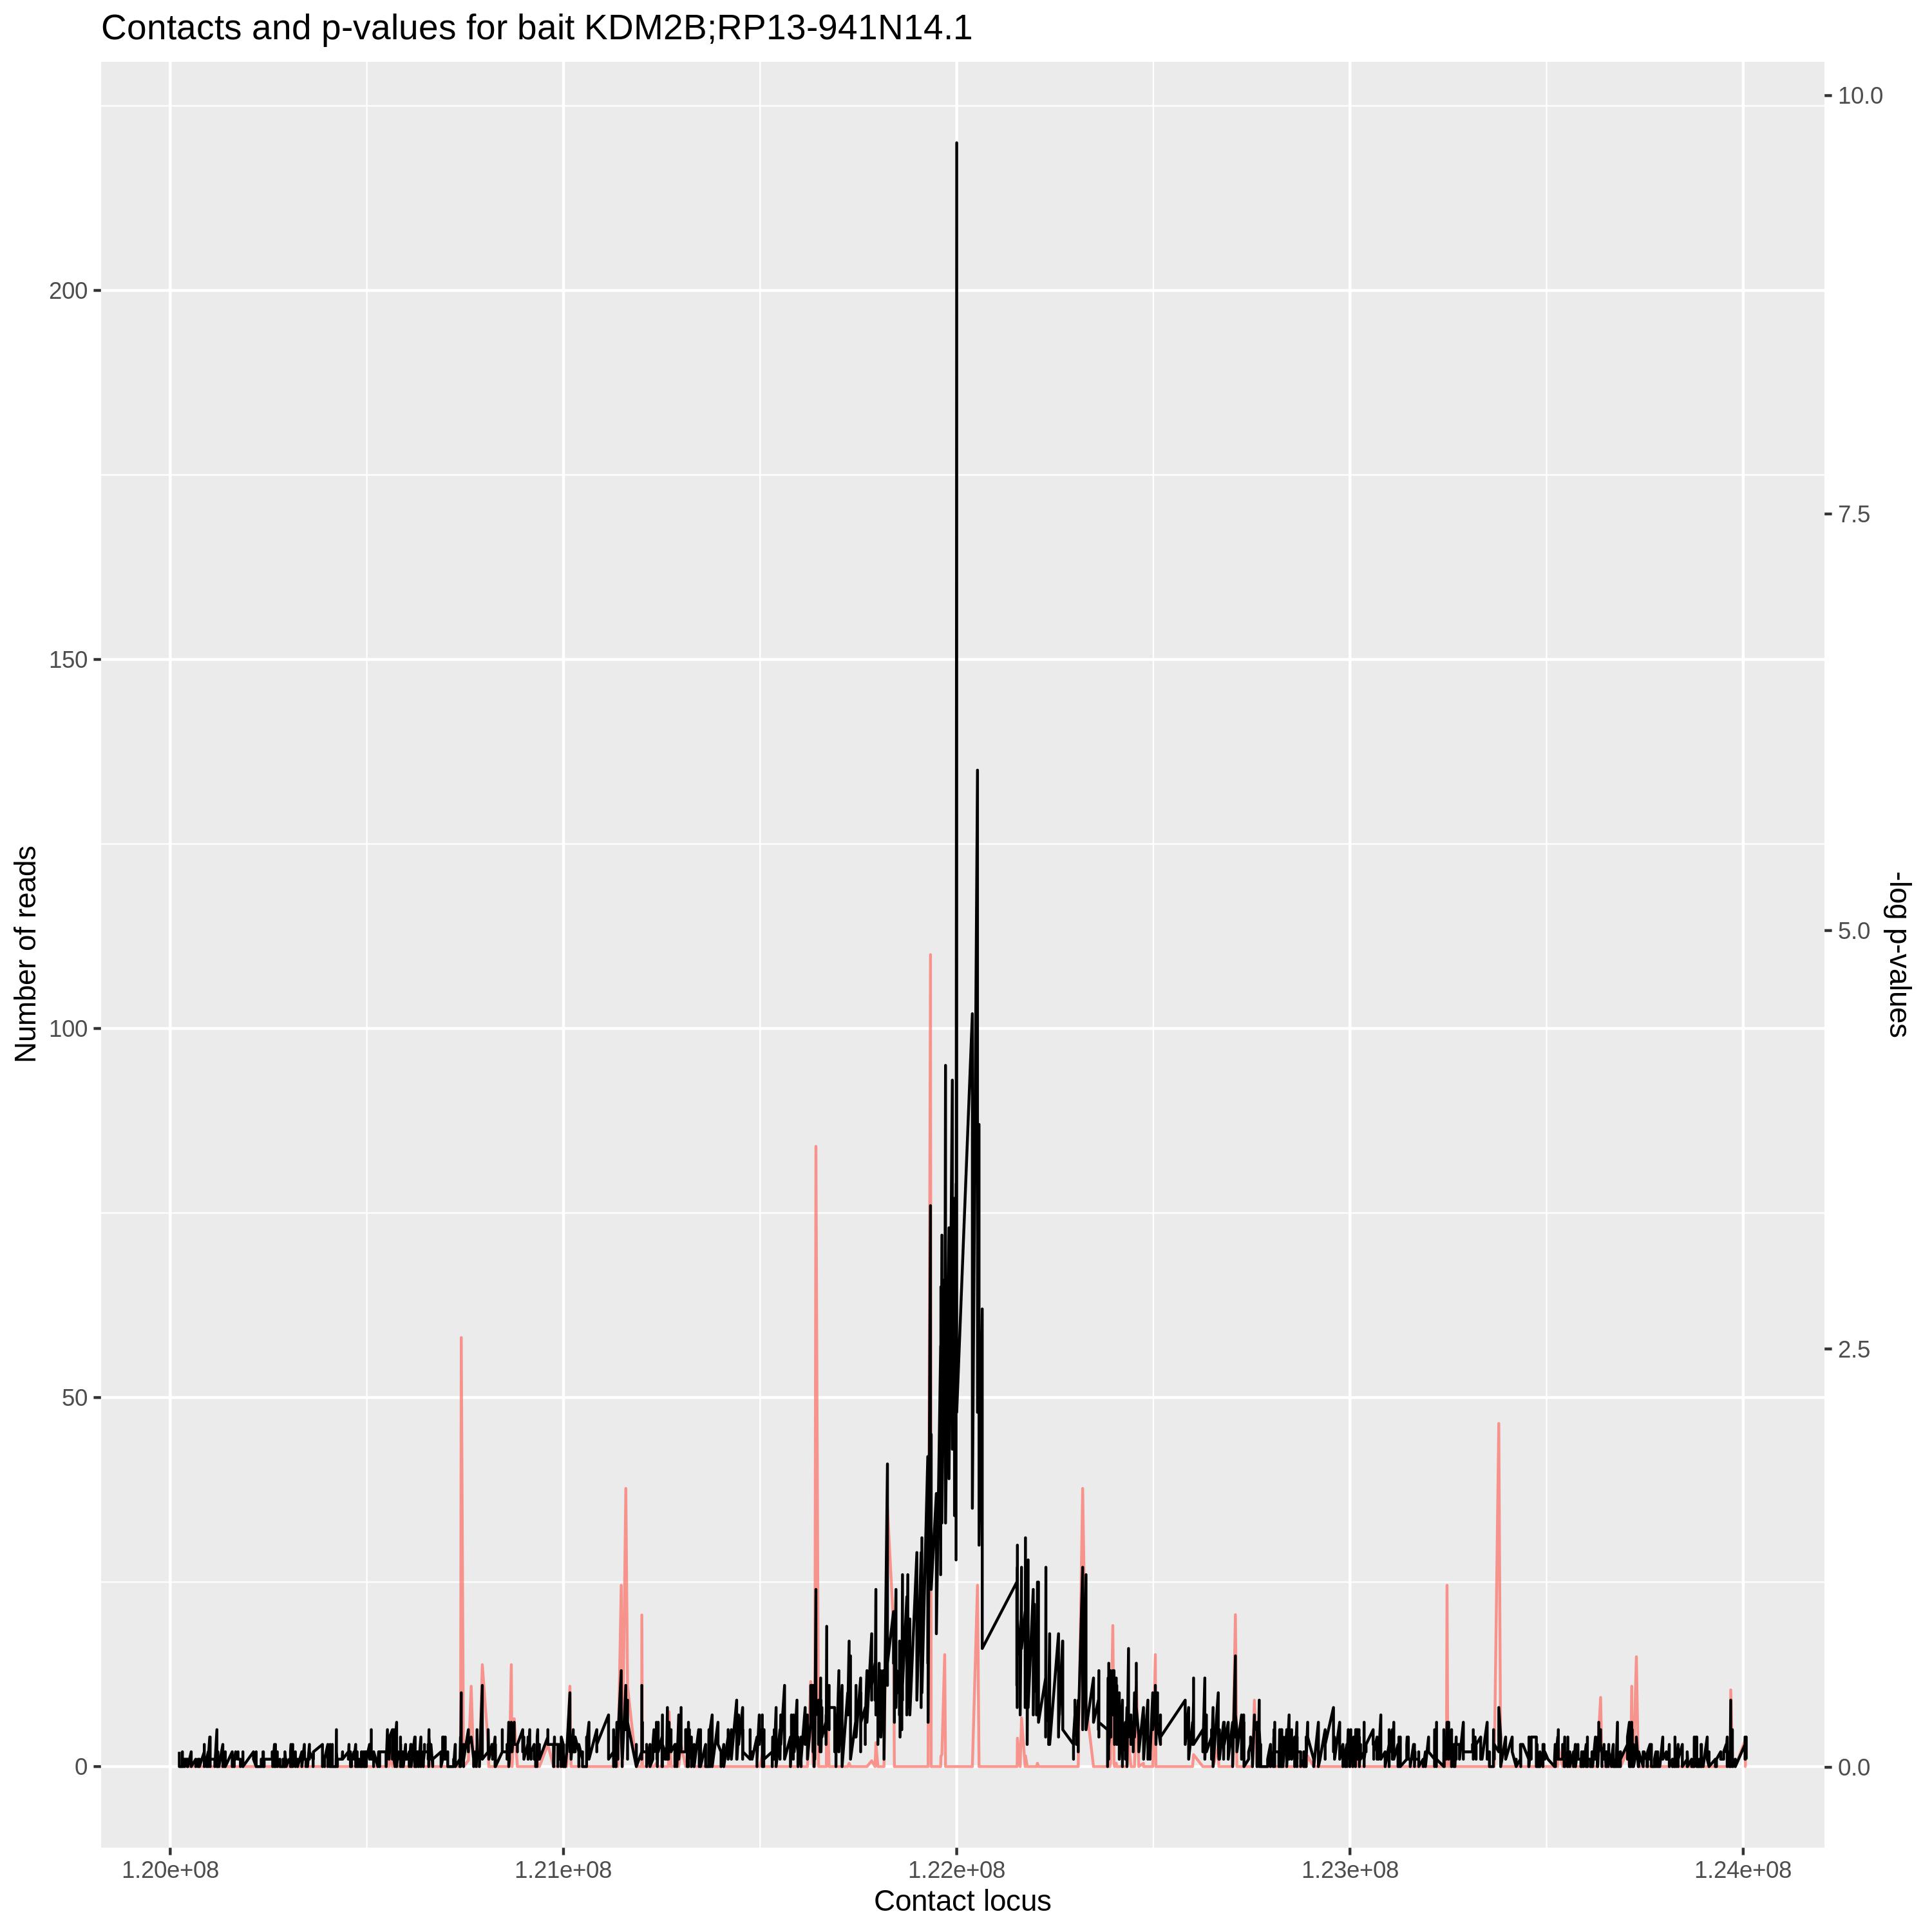 Contacts and p-values for bait KDM2B;RP13-941N14.1
10.0
200
7.5
150
Number of reads
-log p-values
5.0
100
2.5
50
0
0.0
1.20e+08
1.21e+08
1.22e+08
1.23e+08
1.24e+08
Contact locus